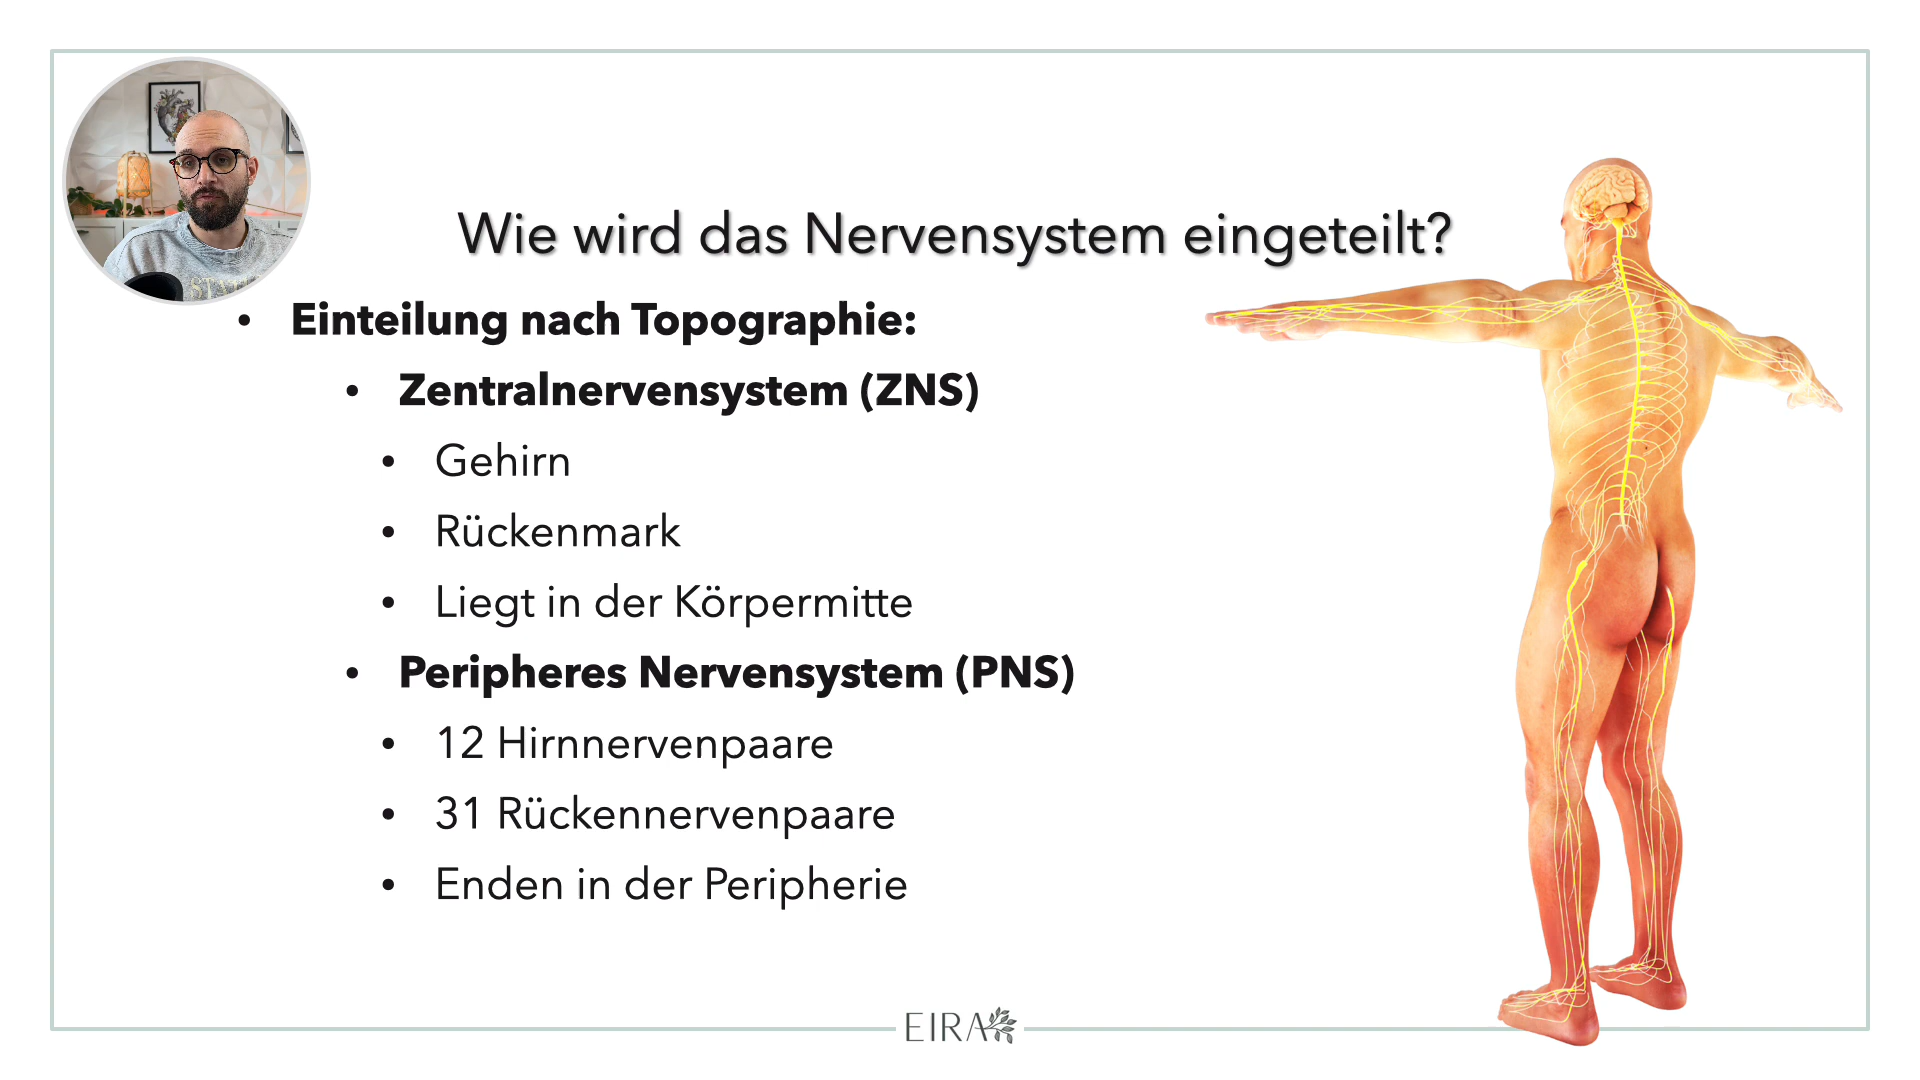 Wie wird das Nervensystem eingeteilt?
• Einteilung nach Topographie:
• Zentralnervensystem (ZNS)
• Gehirn
• Rückenmark
• Liegt in der Körpermitte
• Peripheres Nervensystem (PNS)
• 12 Hirnnervenpaare
• 31 Rückennervenpaare
• Enden in der Peripherie
EIRA